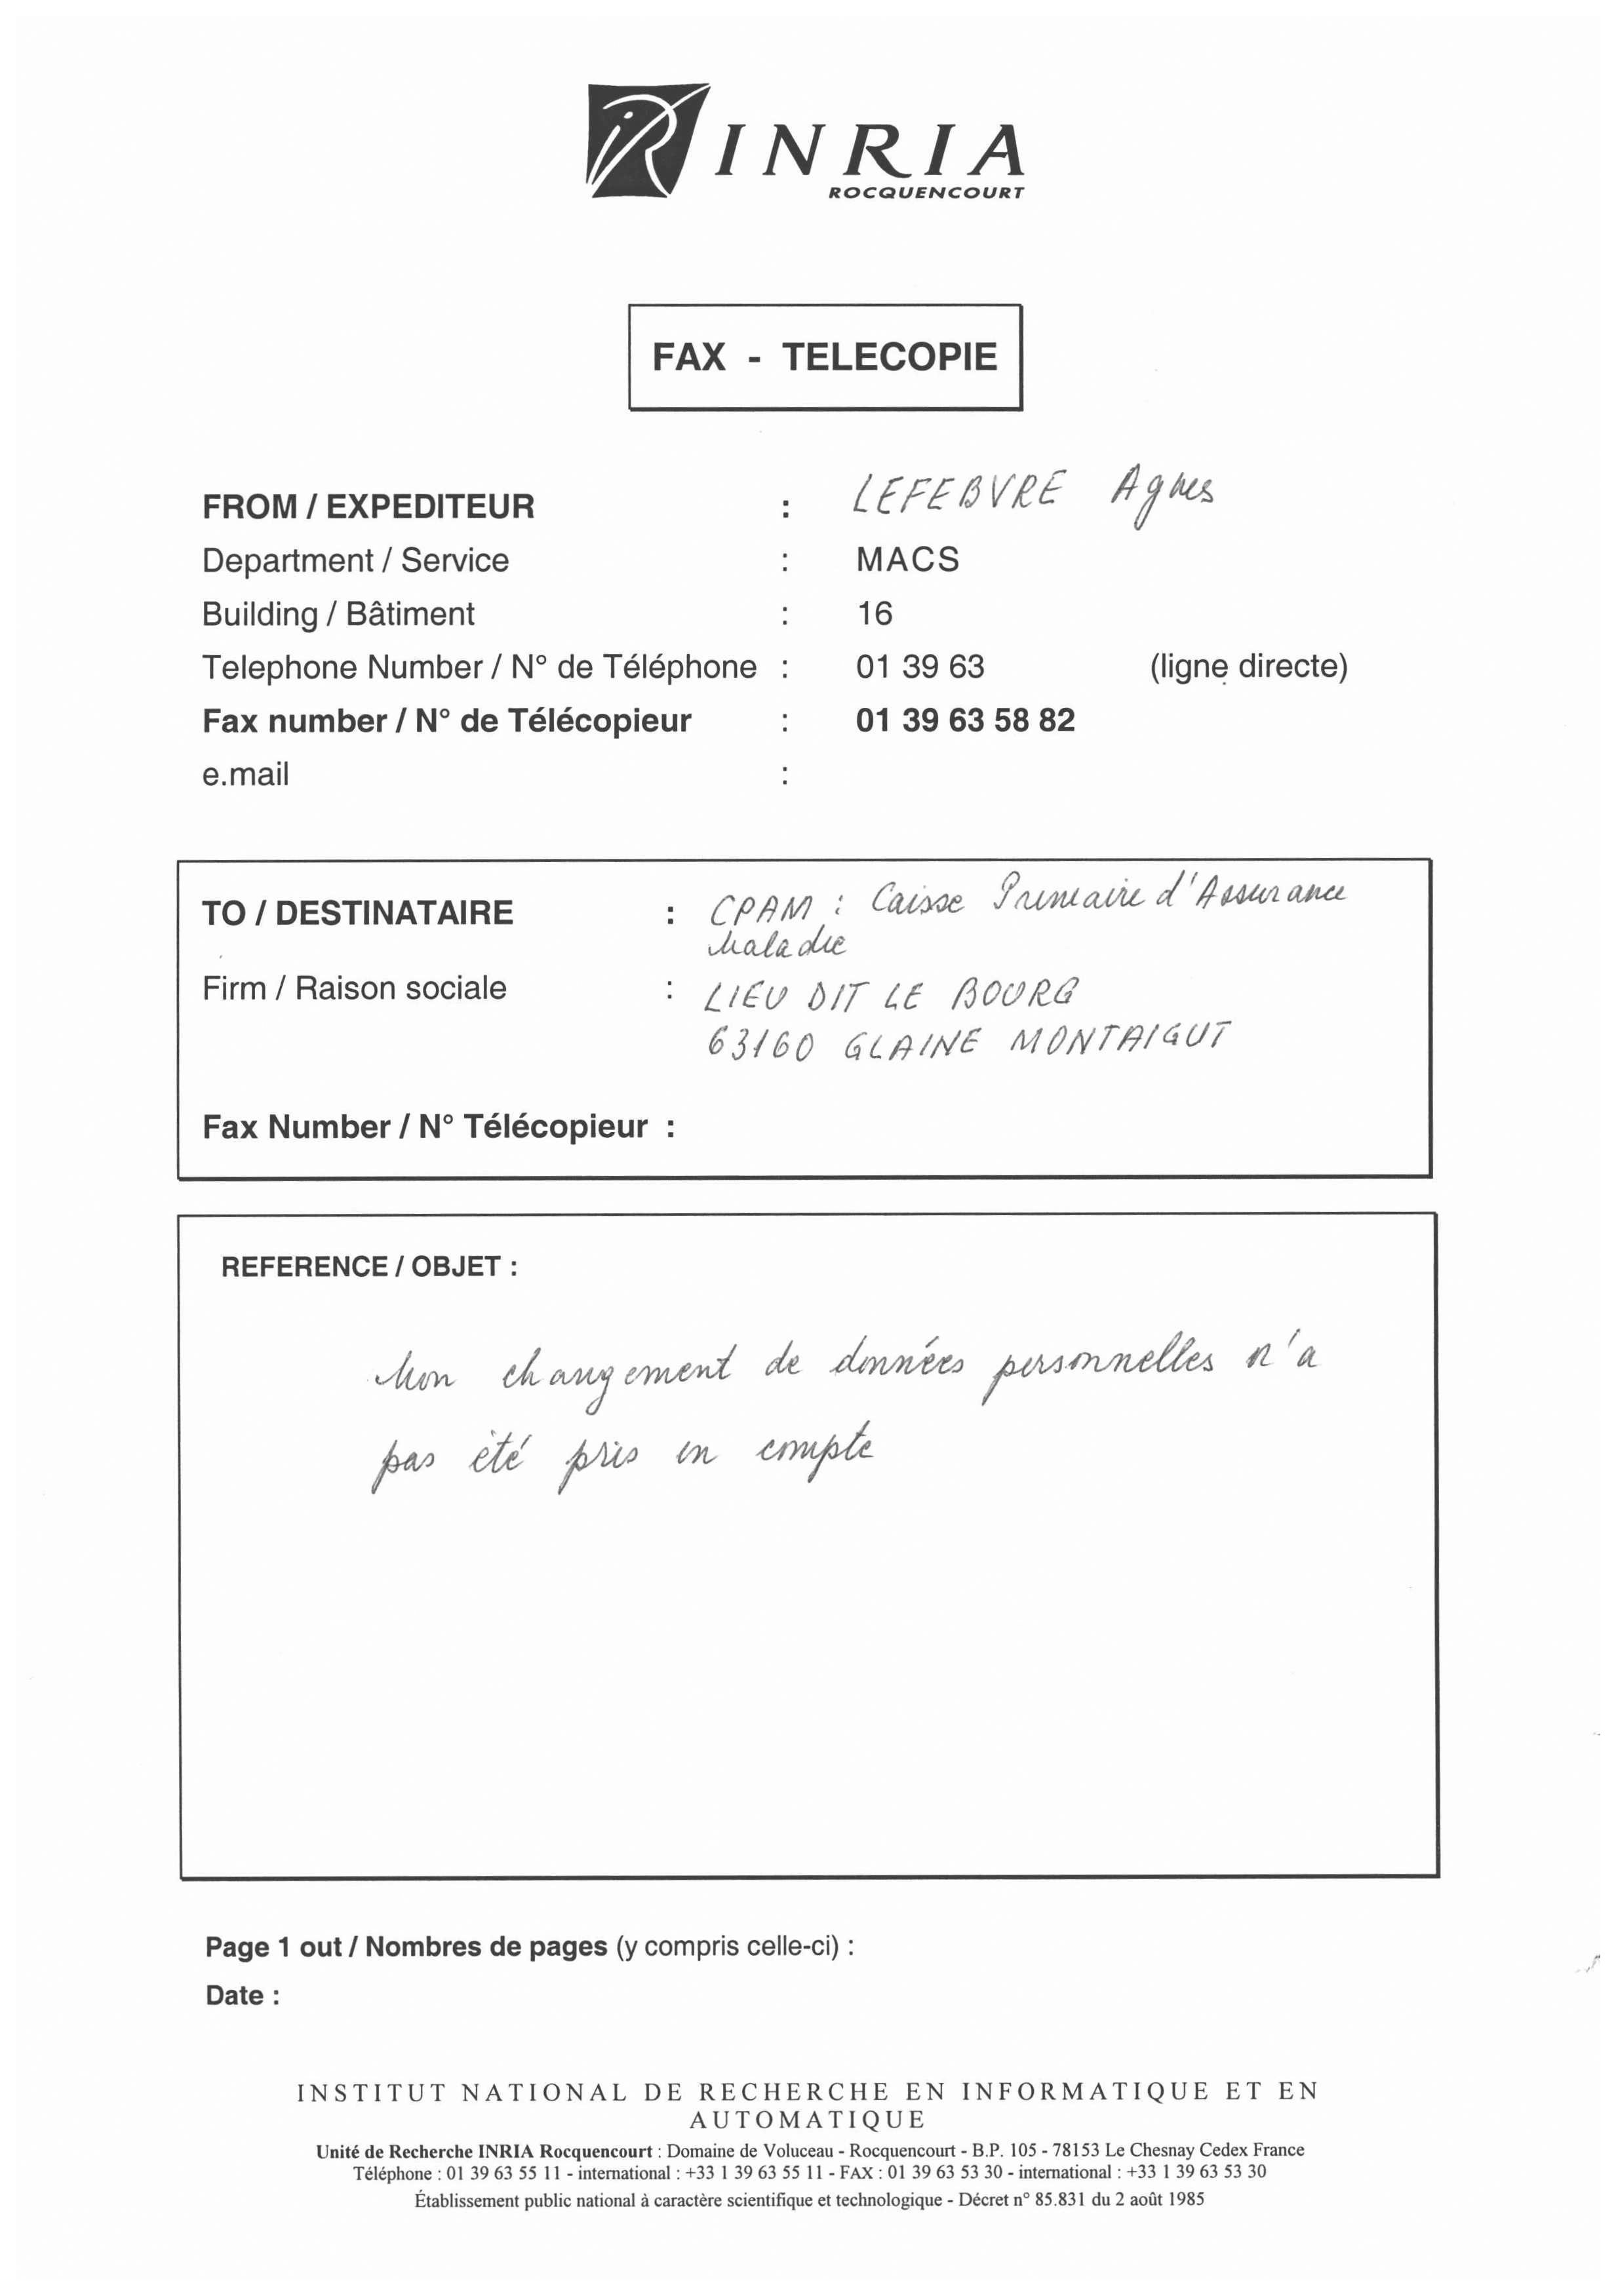 INRIA
ROCQUENCOURT
FAX - TELECOPIE
FROM / EXPEDITEUR : LEFEBVRE Agnes
Department / Service : MACS
Building / Bâtiment : 16
Telephone Number / N° de Téléphone : 01 39 63 (ligne directe)
Fax number / N° de Télécopieur : 01 39 63 58 82
e.mail :
TO / DESTINATAIRE : CPAM : Caisse Primaire d'Assurance
Maladie
Firm / Raison sociale : LIEU DIT LE BOURG
63160 GLAINE MONTAIGUT
Fax Number / N° Télécopieur :
REFERENCE / OBJET :
Mon changement de données personnelles n'a
pas été pris en compte
Page 1 out / Nombres de pages (y compris celle-ci) :
Date :
INSTITUT NATIONAL DE RECHERCHE EN INFORMATIQUE ET EN
AUTOMATIQUE
Unité de Recherche INRIA Rocquencourt : Domaine de Voluceau - Rocquencourt - B.P. 105 - 78153 Le Chesnay Cedex France
Téléphone : 01 39 63 55 11 - international : +33 1 39 63 55 11 - FAX : 01 39 63 53 30 - international : +33 1 39 63 53 30
Établissement public national à caractère scientifique et technologique - Décret n° 85.831 du 2 août 1985